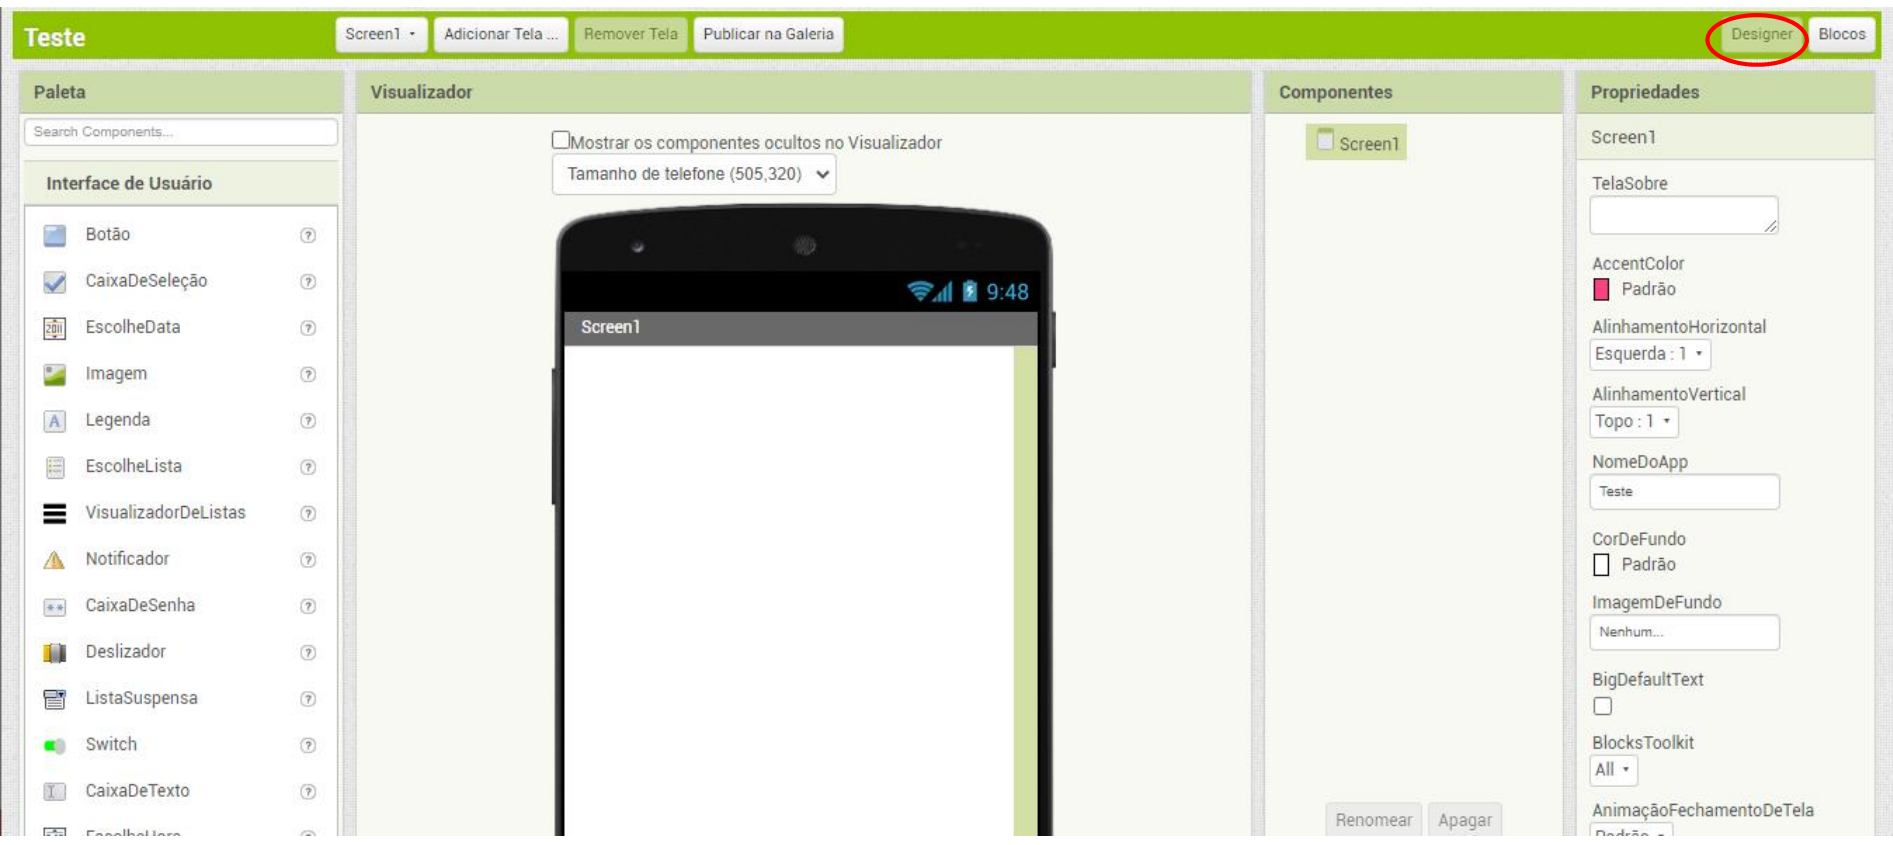 Teste
Screen1
Adicionar Tela ...
Remover Tela
Publicar na Galeria
Designer
Blocos
Paleta
Search Components...
Interface de Usuário
Botão
CaixaDeSeleção
EscolheData
Imagem
Legenda
EscolheLista
VisualizadorDeListas
Notificador
CaixaDeSenha
Deslizador
ListaSuspensa
Switch
CaixaDeTexto
EscolheHora
Visualizador
Mostrar os componentes ocultos no Visualizador
Tamanho de telefone (505,320)
9:48
Screen1
Componentes
Screen1
Renomear
Apagar
Propriedades
Screen1
TelaSobre
AccentColor
Padrão
AlinhamentoHorizontal
Esquerda : 1
AlinhamentoVertical
Topo : 1
NomeDoApp
Teste
CorDeFundo
Padrão
ImagemDeFundo
Nenhum...
BigDefaultText
BlocksToolkit
All
AnimaçãoFechamentoDeTela
Padrão